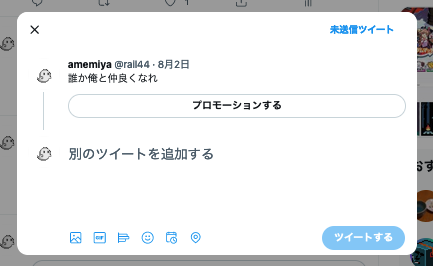 未送信ツイート
amemiya @rail44 · 8月2日
誰か俺と仲良くなれ
プロモーションする
別のツイートを追加する
GIF
ツイートする